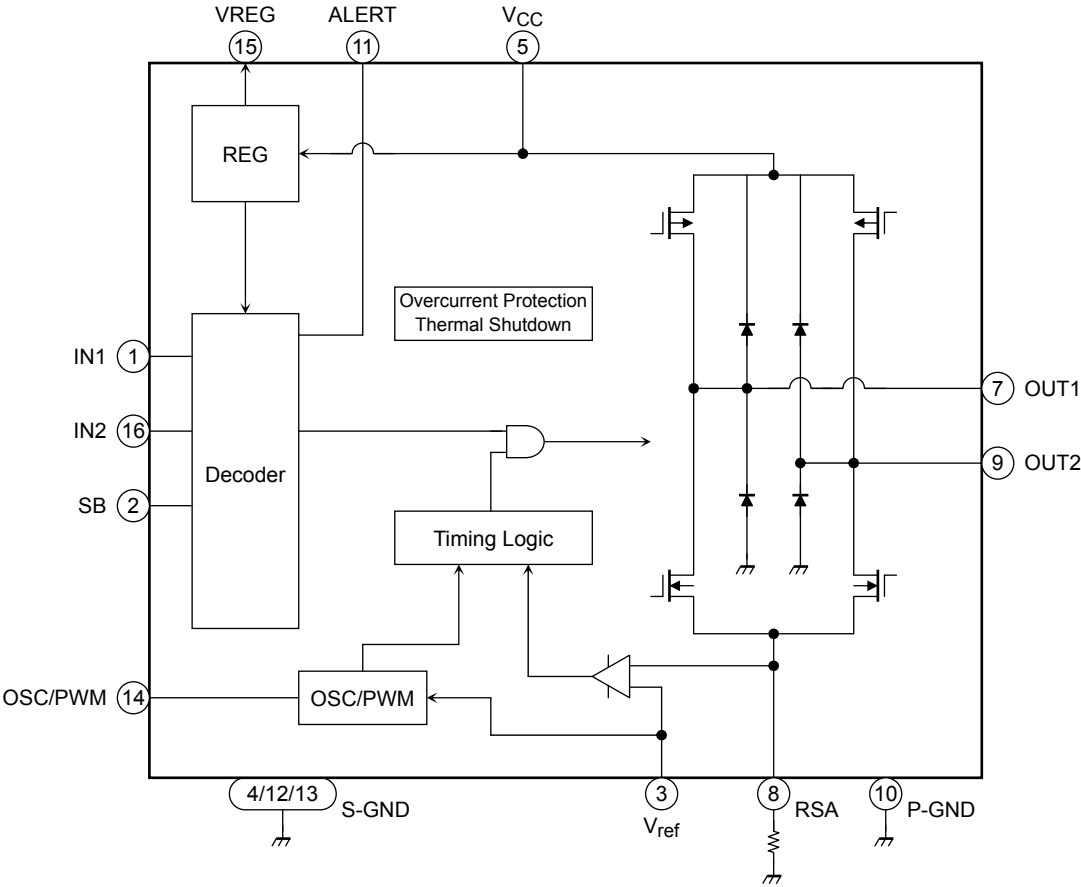 VREG ALERT VCC
15 11 5
REG
Overcurrent Protection
Thermal Shutdown
IN1 1
7 OUT1
IN2 16
9 OUT2
Decoder
SB 2
Timing Logic
OSC/PWM 14
OSC/PWM
4/12/13 S-GND
3 Vref
8 RSA
10 P-GND